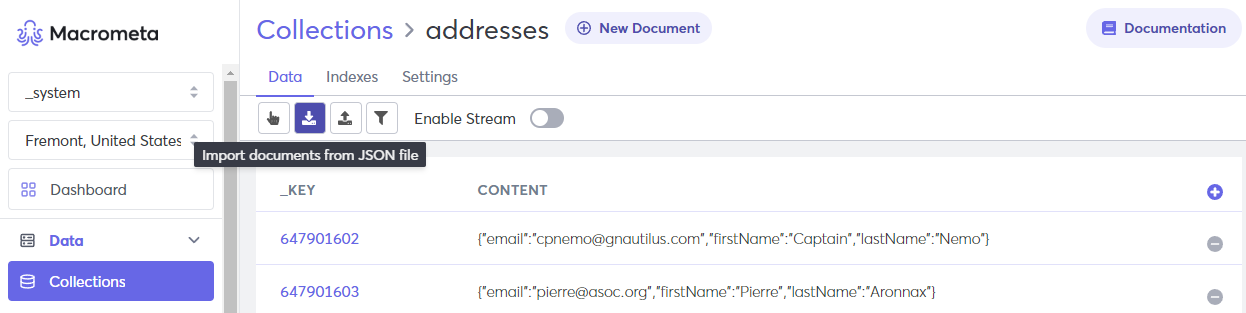 Macrometa
Collections > addresses
New Document
Documentation
_system
Data
Indexes
Settings
Enable Stream
Fremont, United States
Import documents from JSON file
Dashboard
_KEY
CONTENT
Data
647901602
{"email":"cpnemo@gnautilus.com","firstName":"Captain","lastName":"Nemo"}
Collections
647901603
{"email":"pierre@asoc.org","firstName":"Pierre","lastName":"Aronnax"}